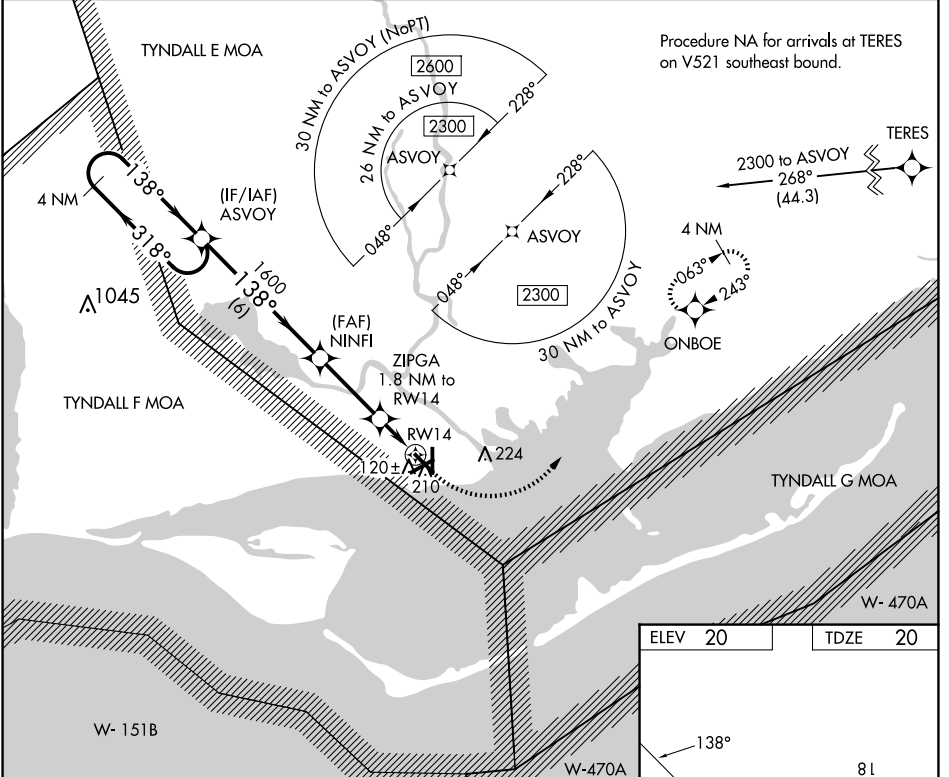 TYNDALL E MOA
30 NM to ASVOY (NoPT)
2600
26 NM to ASVOY
2300
228°
ASVOY
048°
Procedure NA for arrivals at TERES
on V521 southeast bound.
TERES
2300 to ASVOY
268°
(44.3)
228°
ASVOY
048°
2300
30 NM to ASVOY
4 NM
063°
243°
ONBOE
138°
4 NM
318°
(IF/IAF)
ASVOY
1600
138°
(6)
1045
(FAF)
NINFI
ZIPGA
1.8 NM to
RW14
TYNDALL F MOA
RW14
120±
210
224
TYNDALL G MOA
W-470A
W-151B
W-470A
ELEV 20
TDZE 20
138°
18